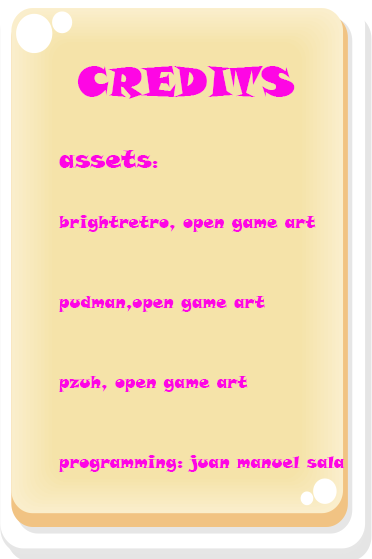 CREDITS
assets:
brightretro, open game art
pudman,open game art
pzuh, open game art
programming: juan manuel sala